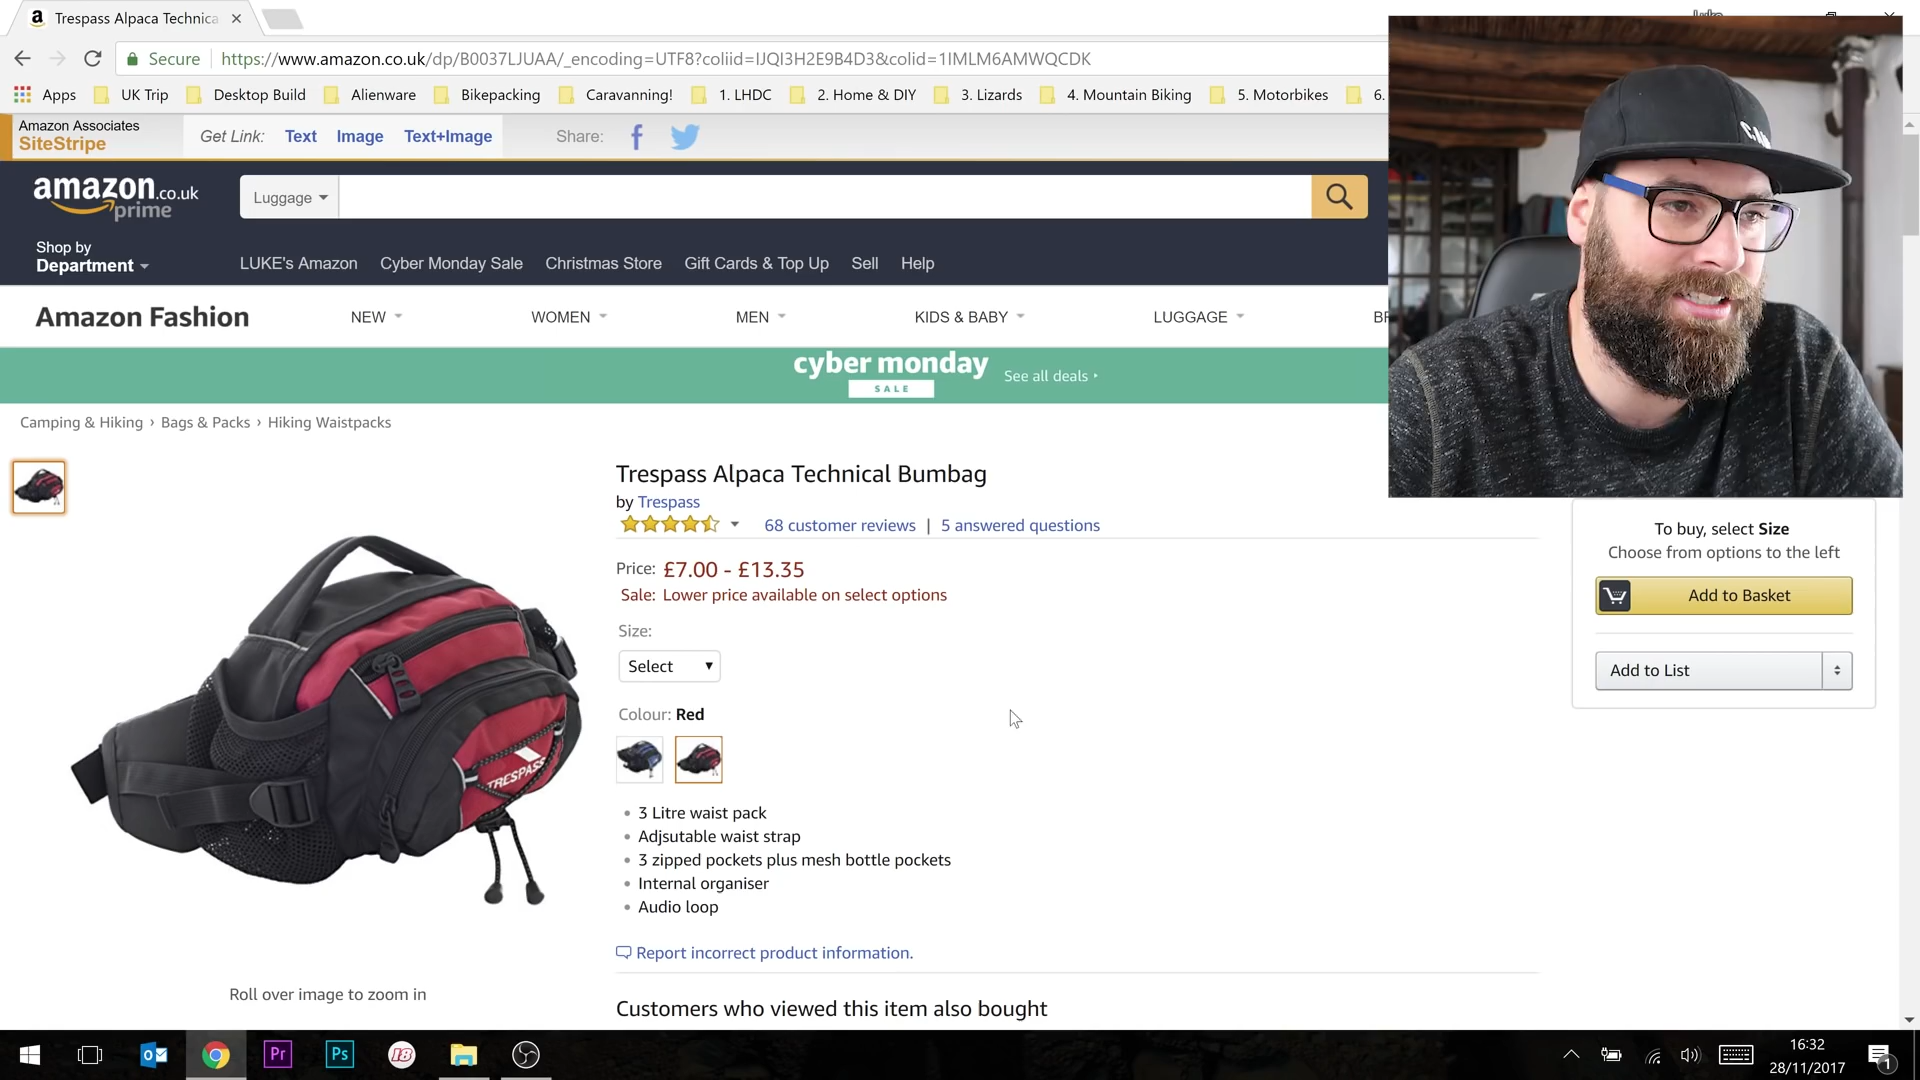 Trespass Alpaca Technica
Secure https://www.amazon.co.uk/dp/B0037LJUAA/_encoding=UTF8?coliid=IJQI3H2E9B4D3&colid=1IMLM6AMWQCDK
Apps UK Trip Desktop Build Alienware Bikepacking Caravanning! 1. LHDC 2. Home & DIY 3. Lizards 4. Mountain Biking 5. Motorbikes 6.
Amazon Associates
SiteStripe
Get Link: Text Image Text+Image Share:
amazon.co.uk
prime
Luggage
Shop by
Department
LUKE's Amazon Cyber Monday Sale Christmas Store Gift Cards & Top Up Sell Help
Amazon Fashion NEW WOMEN MEN KIDS & BABY LUGGAGE
cyber monday
SALE
See all deals
Camping & Hiking › Bags & Packs › Hiking Waistpacks
Trespass Alpaca Technical Bumbag
by Trespass
68 customer reviews | 5 answered questions
Price: £7.00 - £13.35
Sale: Lower price available on select options
Size:
Select
Colour: Red
3 Litre waist pack
Adjsutable waist strap
3 zipped pockets plus mesh bottle pockets
Internal organiser
Audio loop
Report incorrect product information.
Customers who viewed this item also bought
TRESPASS
Roll over image to zoom in
To buy, select Size
Choose from options to the left
Add to Basket
Add to List
Pr Ps 18
16:32
28/11/2017
1